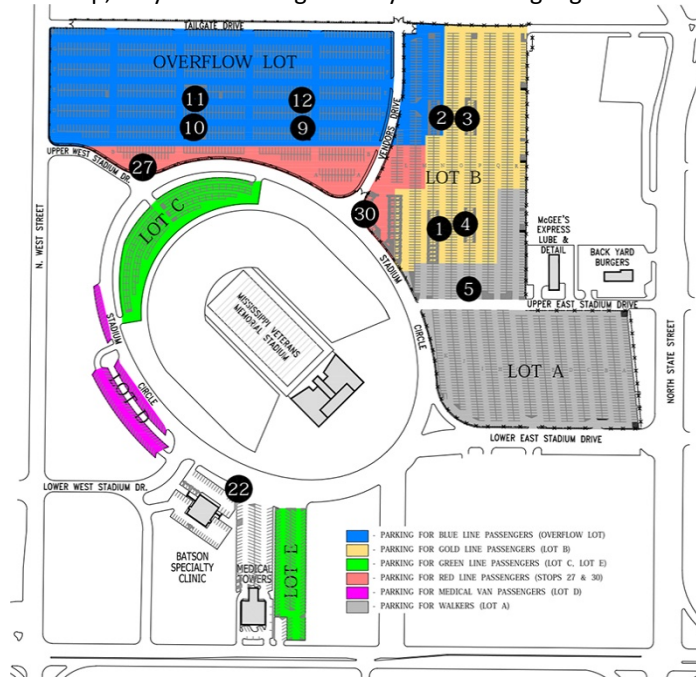 TAILGATE DRIVE
OVERFLOW LOT
11
12
10
9
2
3
VENDORS DRIVE
UPPER WEST STADIUM DR.
27
LOT B
LOT C
30
1
4
McGEE'S
EXPRESS
LUBE &
DETAIL
BACK YARD
BURGERS
N. WEST STREET
5
UPPER EAST STADIUM DRIVE
MISSISSIPPI VETERANS
MEMORIAL STADIUM
STADIUM
CIRCLE
STADIUM
CIRCLE
LOT A
NORTH STATE STREET
LOT D
LOWER EAST STADIUM DRIVE
LOWER WEST STADIUM DR.
22
BATSON
SPECIALTY
CLINIC
MEDICAL
TOWERS
LOT E
- PARKING FOR BLUE LINE PASSENGERS (OVERFLOW LOT)
- PARKING FOR GOLD LINE PASSENGERS (LOT B)
- PARKING FOR GREEN LINE PASSENGERS (LOT C, LOT E)
- PARKING FOR RED LINE PASSENGERS (STOPS 27 & 30)
- PARKING FOR MEDICAL VAN PASSENGERS (LOT D)
- PARKING FOR WALKERS (LOT A)